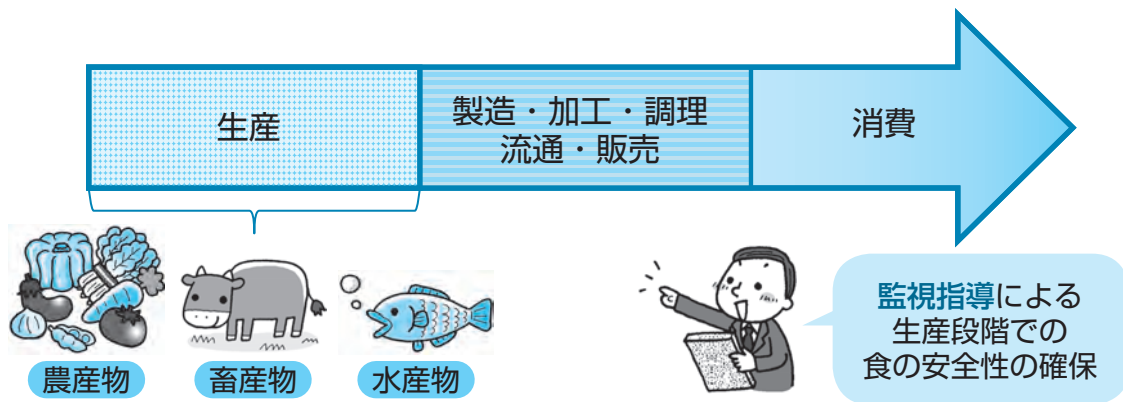 生産
製造・加工・調理
流通・販売
消費
農産物
畜産物
水産物
監視指導による
生産段階での
食の安全性の確保